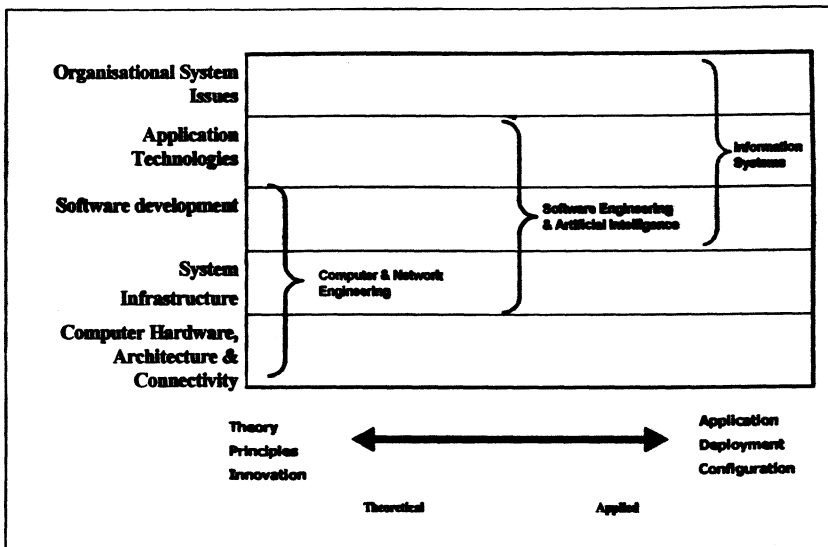 Organisational System
Issues
Application
Technologies
Information
Systems
Software development
Software Engineering
& Artificial Intelligence
System
Infrastructure
Computer & Network
Engineering
Computer Hardware,
Architecture &
Connectivity
Theory
Principles
Innovation
Application
Deployment
Configuration
Theoretical
Applied